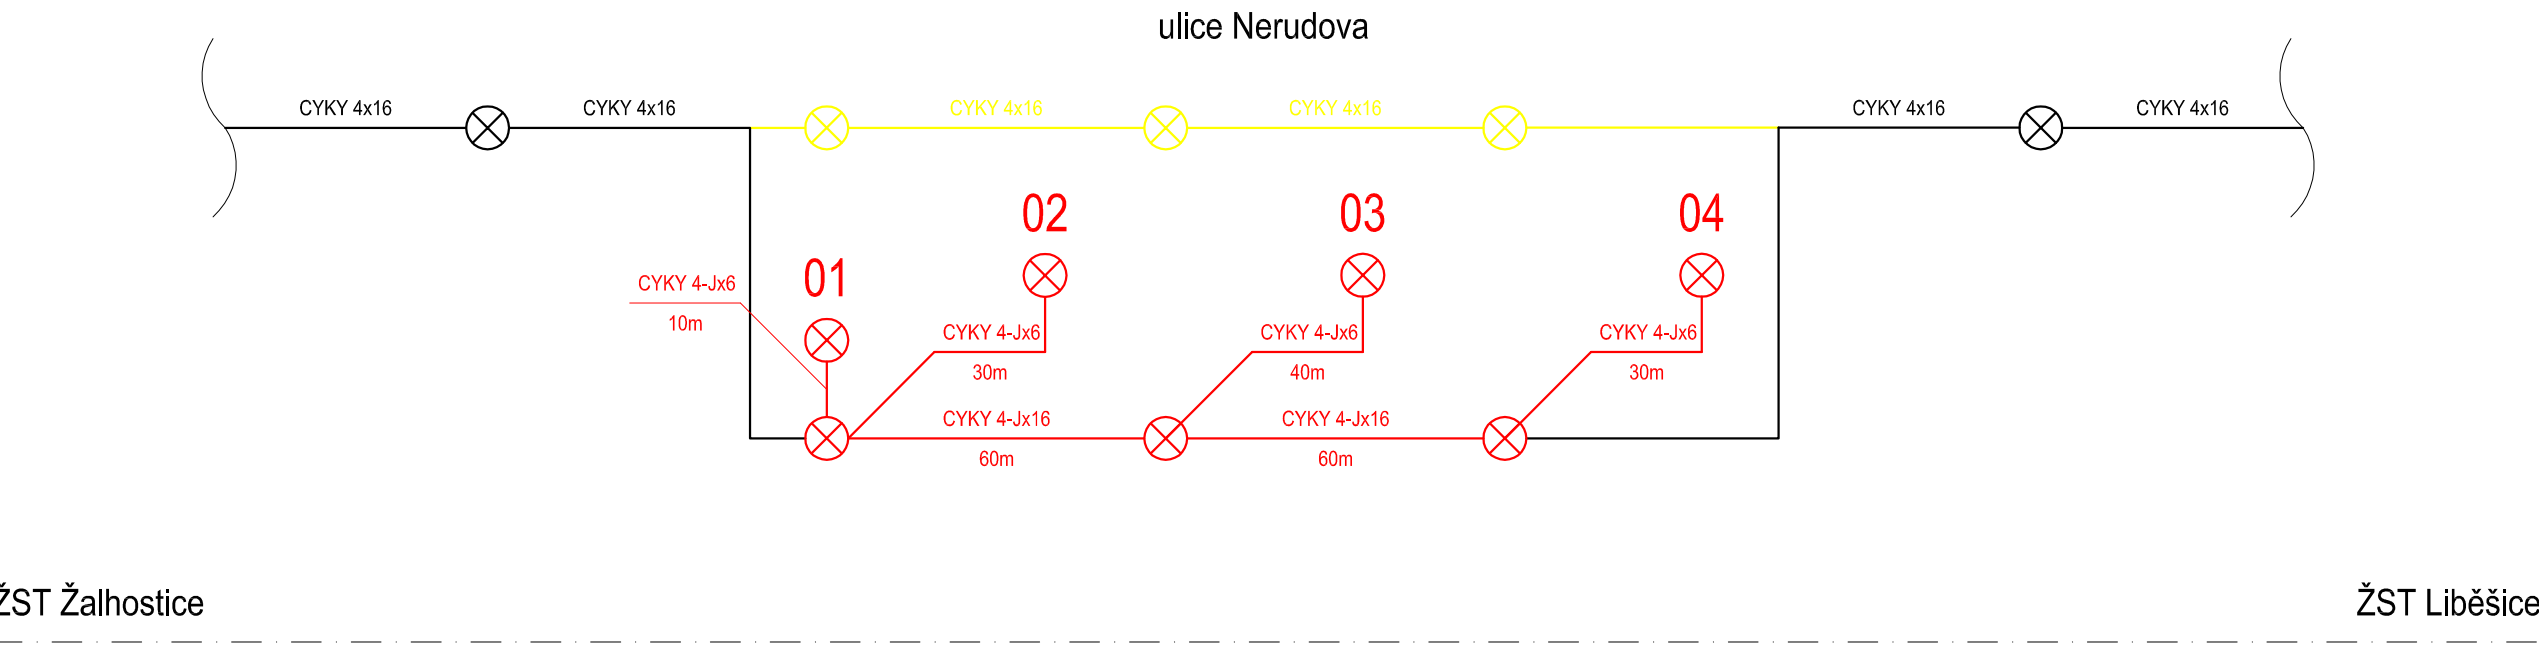 ulice Nerudova
CYKY 4x16
CYKY 4x16
CYKY 4x16
CYKY 4x16
CYKY 4x16
CYKY 4x16
02
03
04
01
CYKY 4-Jx6
10m
CYKY 4-Jx6
30m
CYKY 4-Jx6
40m
CYKY 4-Jx6
30m
CYKY 4-Jx16
60m
CYKY 4-Jx16
60m
ŽST Žalhostice
ŽST Liběšice